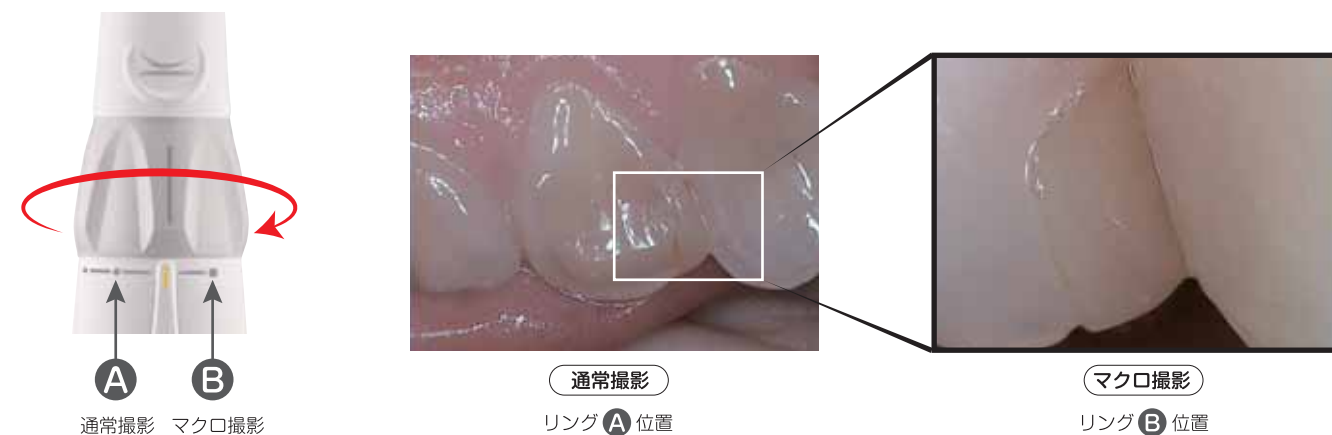 A B
通常撮影 マクロ撮影
通常撮影
リング A 位置
マクロ撮影
リング B 位置